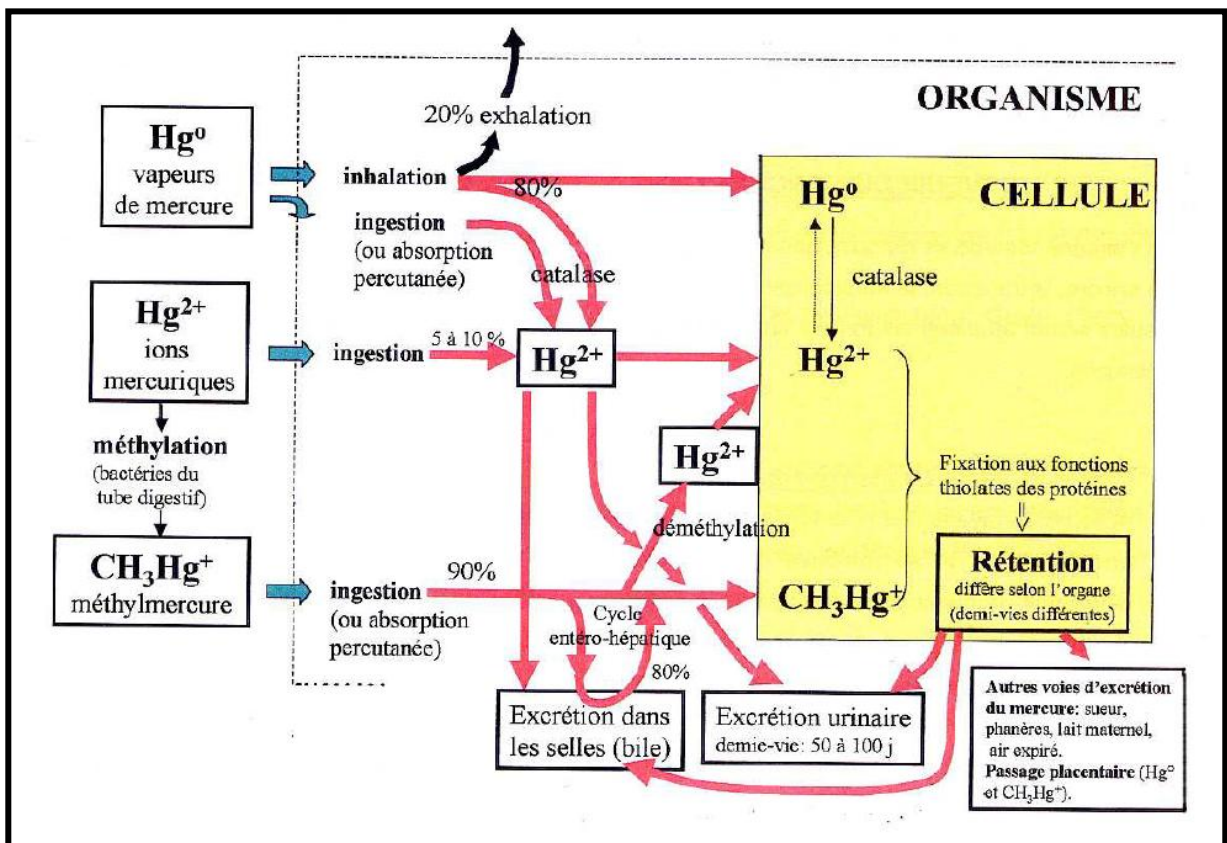 ORGANISME
20% exhalation
Hg⁰
vapeurs
de mercure
inhalation
80%
ingestion
(ou absorption
percutanée)
catalase
Hg²⁺
ions
mercuriques
ingestion
5 à 10 %
Hg²⁺
méthylation
(bactéries du
tube digestif)
CH₃Hg⁺
méthylmercure
ingestion
(ou absorption
percutanée)
90%
Hg²⁺
déméthylation
Cycle
entéro-hépatique
80%
CELLULE
Hg⁰
catalase
Hg²⁺
CH₃Hg⁺
Fixation aux fonctions
thiolates des protéines
Rétention
diffère selon l'organe
(demi-vies différentes)
Excrétion dans
les selles (bile)
Excrétion urinaire
demie-vie: 50 à 100 j
Autres voies d'excrétion
du mercure: sueur,
phanères, lait maternel,
air expiré.
Passage placentaire (Hg⁰
et CH₃Hg⁺).